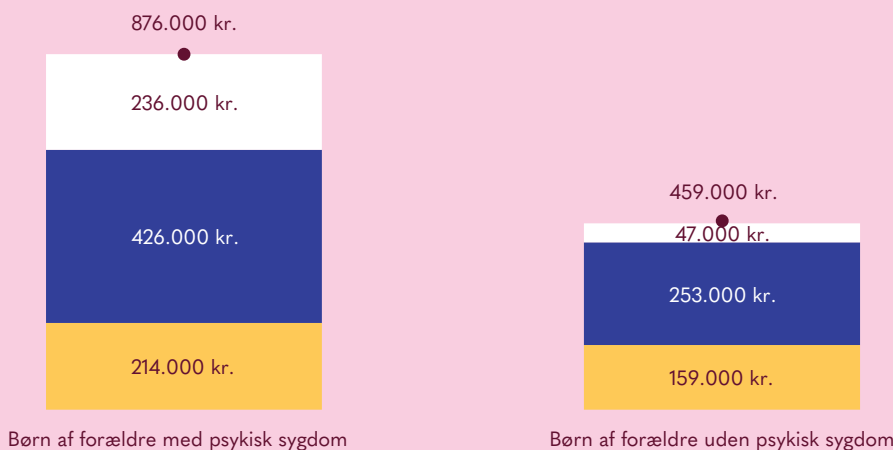 876.000 kr.
236.000 kr.
426.000 kr.
214.000 kr.
Børn af forældre med psykisk sygdom
459.000 kr.
47.000 kr.
253.000 kr.
159.000 kr.
Børn af forældre uden psykisk sygdom